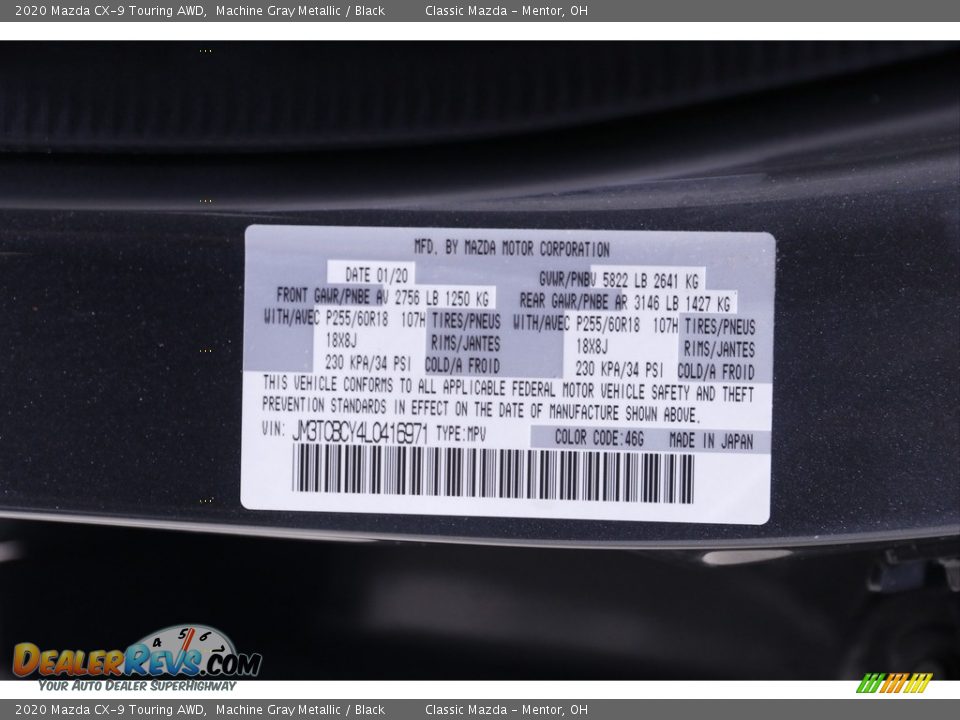 2020 Mazda CX-9 Touring AWD,  Machine Gray Metallic / Black  Classic Mazda - Mentor, OH
MFD. BY MAZDA MOTOR CORPORATION
DATE 01/20  GVWR/PNBV 5822 LB 2641 KG
FRONT GAWR/PNBE AV 2756 LB 1250 KG  REAR GAWR/PNBE AR 3146 LB 1427 KG
WITH/AVEC P255/60R18 107H TIRES/PNEUS  WITH/AVEC P255/60R18 107H TIRES/PNEUS
18X8J RIMS/JANTES  18X8J RIMS/JANTES
230 KPA/34 PSI COLD/A FROID  230 KPA/34 PSI COLD/A FROID
THIS VEHICLE CONFORMS TO ALL APPLICABLE FEDERAL MOTOR VEHICLE SAFETY AND THEFT
PREVENTION STANDARDS IN EFFECT ON THE DATE OF MANUFACTURE SHOWN ABOVE.
VIN: JM3TCBCY4L0416971 TYPE:MPV  COLOR CODE:46G  MADE IN JAPAN
4 5 6
DEALERREVS.COM
YOUR AUTO DEALER SUPERHIGHWAY
2020 Mazda CX-9 Touring AWD,  Machine Gray Metallic / Black  Classic Mazda - Mentor, OH